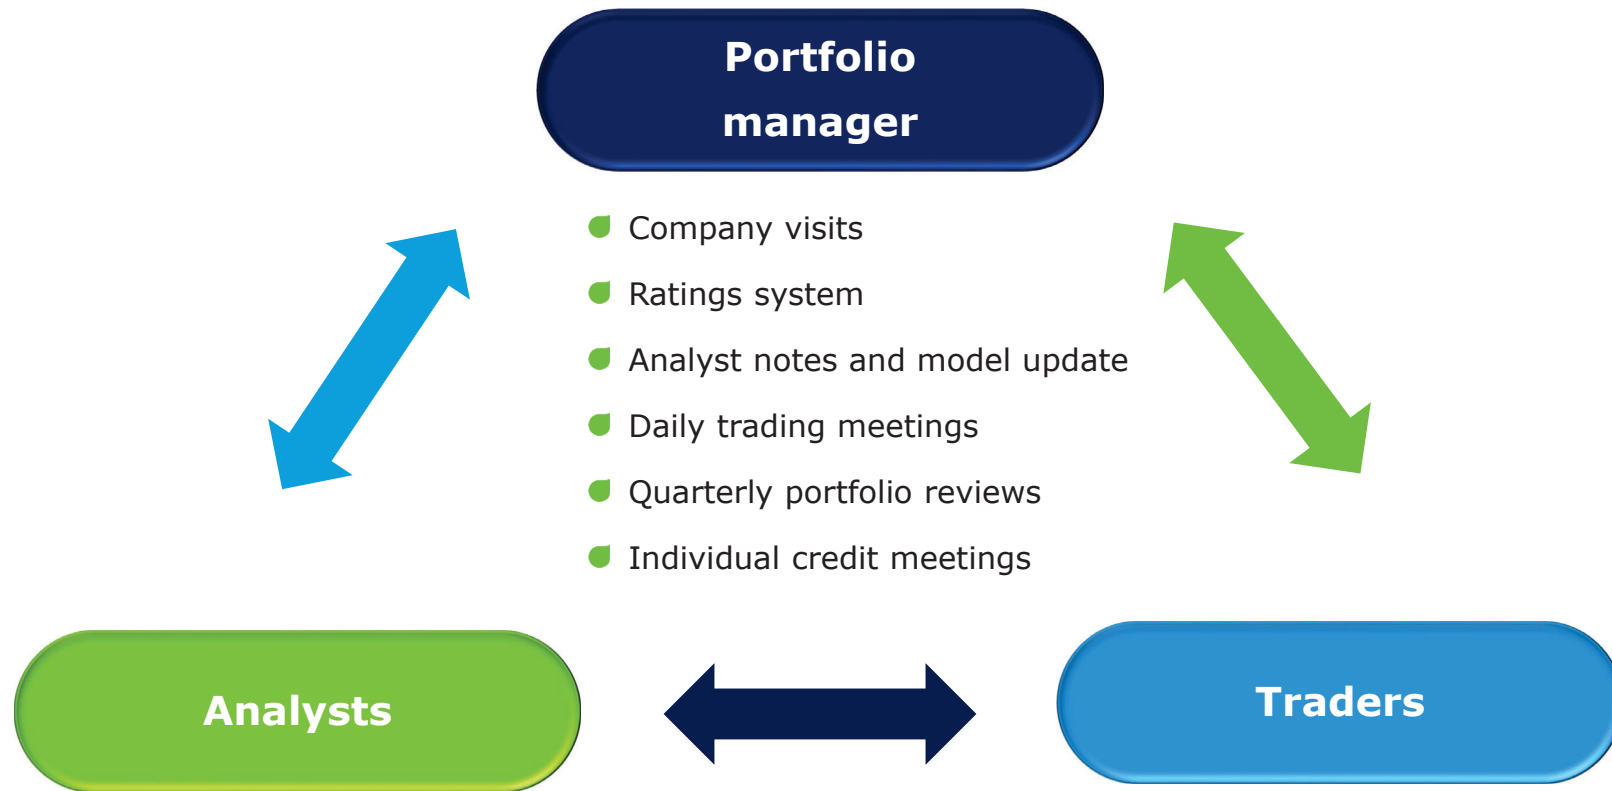 Portfolio
manager
Company visits
Ratings system
Analyst notes and model update
Daily trading meetings
Quarterly portfolio reviews
Individual credit meetings
Analysts
Traders